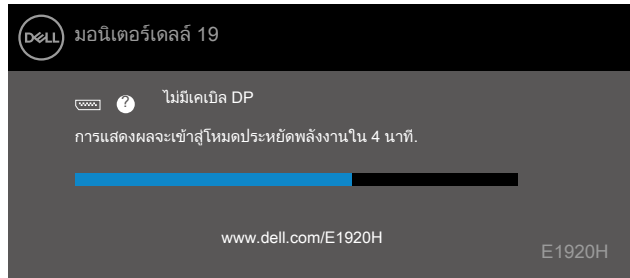 DELL
มอนิเตอร์เดลล์ 19
? ไม่มีเคเบิล DP
การแสดงผลจะเข้าสู่โหมดประหยัดพลังงานใน 4 นาที.
www.dell.com/E1920H
E1920H